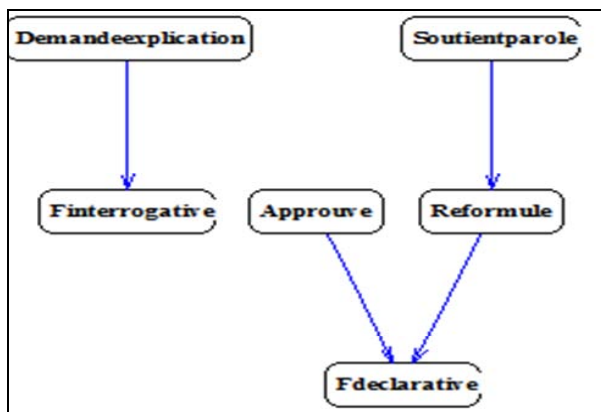 Demandeexplication
Soutientparole
Finterrogative
Approuve
Reformule
Fdeclarative